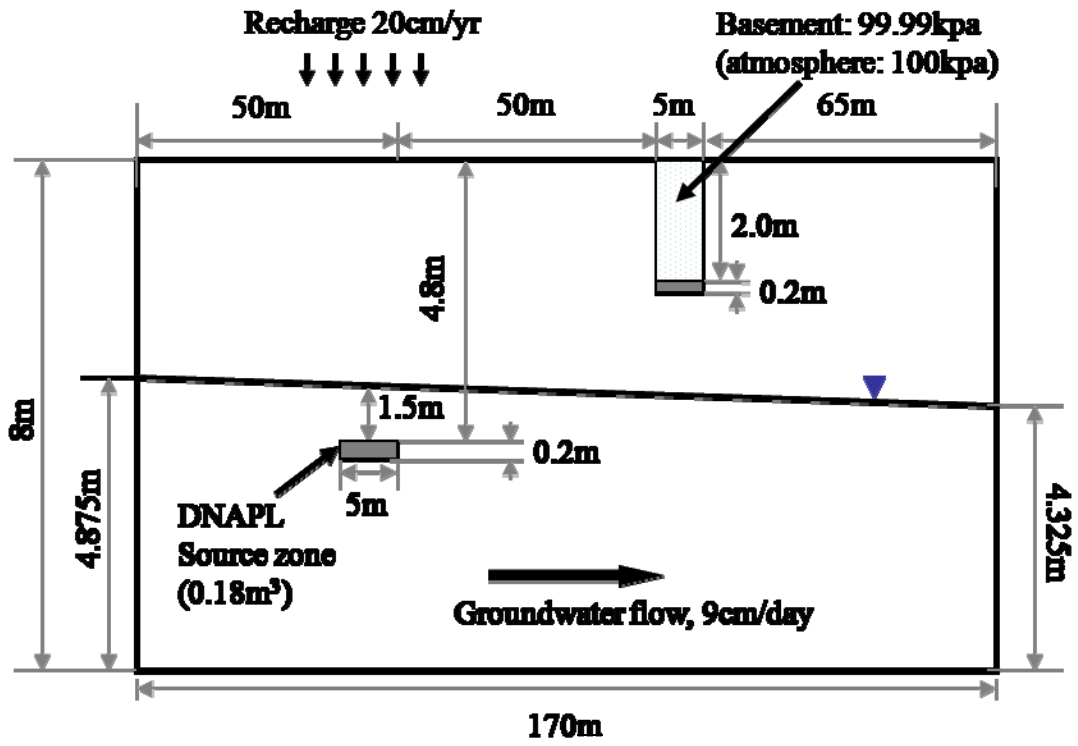 Recharge 20cm/yr
Basement: 99.99kpa
(atmosphere: 100kpa)
50m
50m
5m
65m
2.0m
0.2m
4.8m
8m
4.875m
1.5m
0.2m
5m
DNAPL
Source zone
(0.18m³)
4.325m
Groundwater flow, 9cm/day
170m